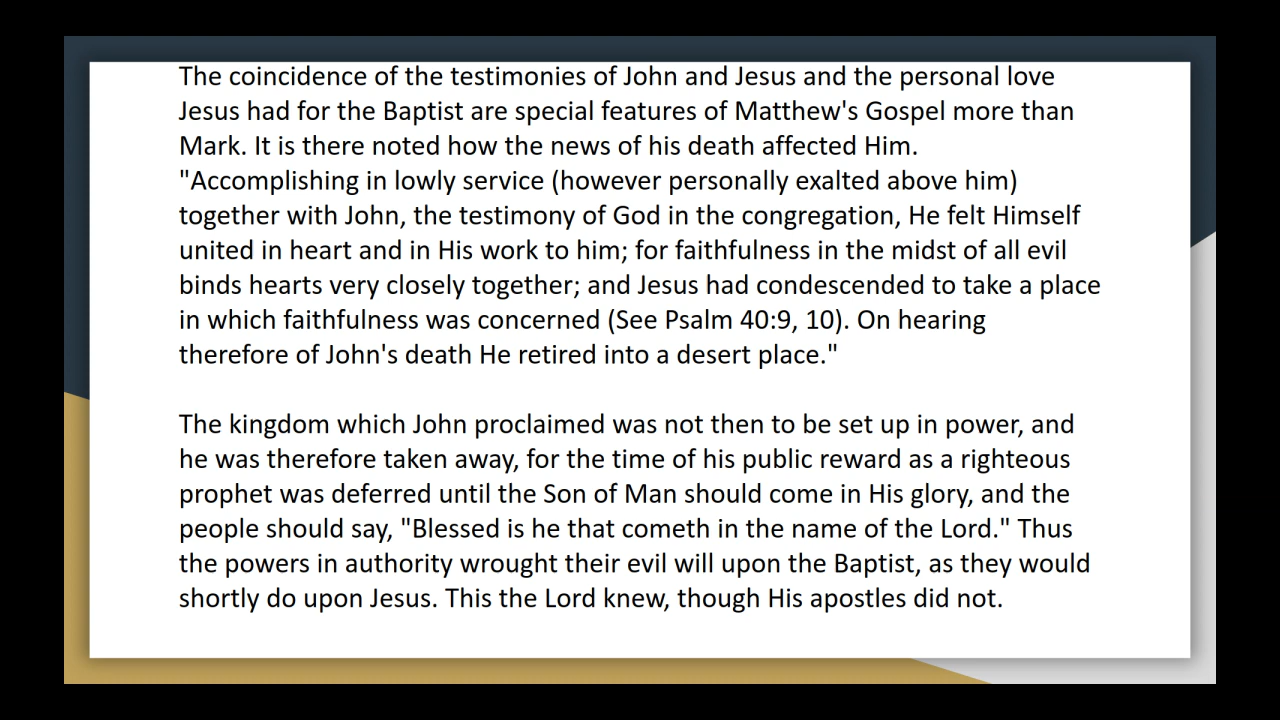 The coincidence of the testimonies of John and Jesus and the personal love
Jesus had for the Baptist are special features of Matthew's Gospel more than
Mark. It is there noted how the news of his death affected Him.
"Accomplishing in lowly service (however personally exalted above him)
together with John, the testimony of God in the congregation, He felt Himself
united in heart and in His work to him; for faithfulness in the midst of all evil
binds hearts very closely together; and Jesus had condescended to take a place
in which faithfulness was concerned (See Psalm 40:9, 10). On hearing
therefore of John's death He retired into a desert place."
The kingdom which John proclaimed was not then to be set up in power, and
he was therefore taken away, for the time of his public reward as a righteous
prophet was deferred until the Son of Man should come in His glory, and the
people should say, "Blessed is he that cometh in the name of the Lord." Thus
the powers in authority wrought their evil will upon the Baptist, as they would
shortly do upon Jesus. This the Lord knew, though His apostles did not.